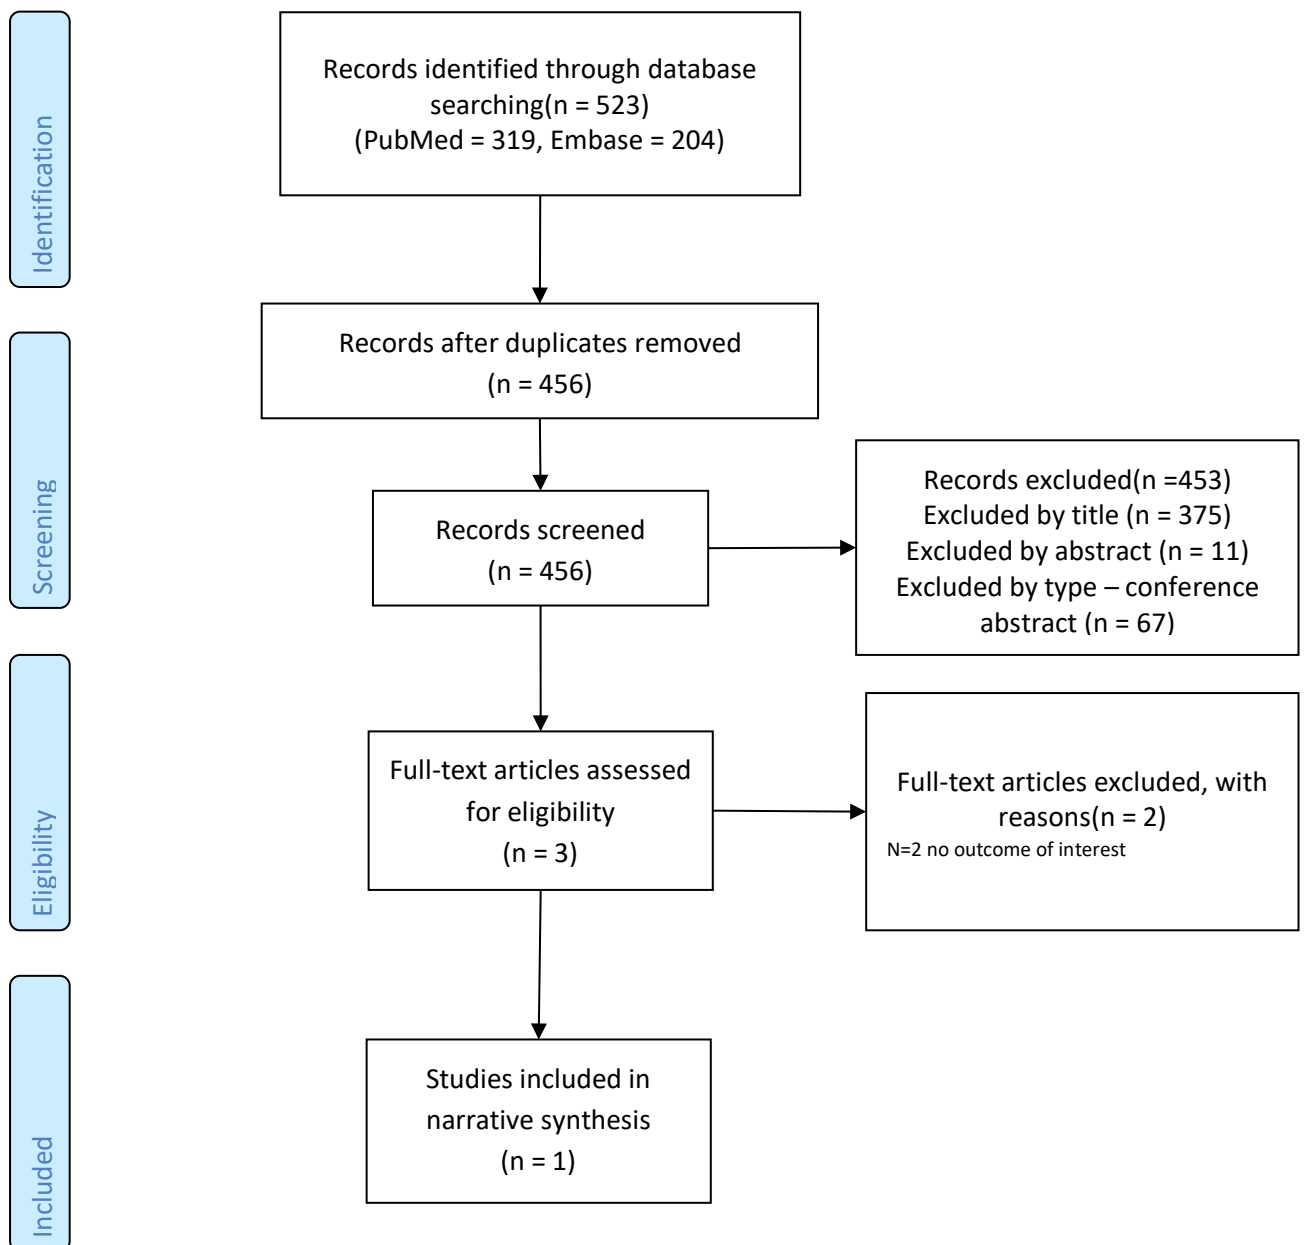 Identification
Records identified through database
searching(n = 523)
(PubMed = 319, Embase = 204)
Records after duplicates removed
(n = 456)
Screening
Records screened
(n = 456)
Records excluded(n =453)
Excluded by title (n = 375)
Excluded by abstract (n = 11)
Excluded by type – conference
abstract (n = 67)
Eligibility
Full-text articles assessed
for eligibility
(n = 3)
Full-text articles excluded, with
reasons(n = 2)
N=2 no outcome of interest
Included
Studies included in
narrative synthesis
(n = 1)